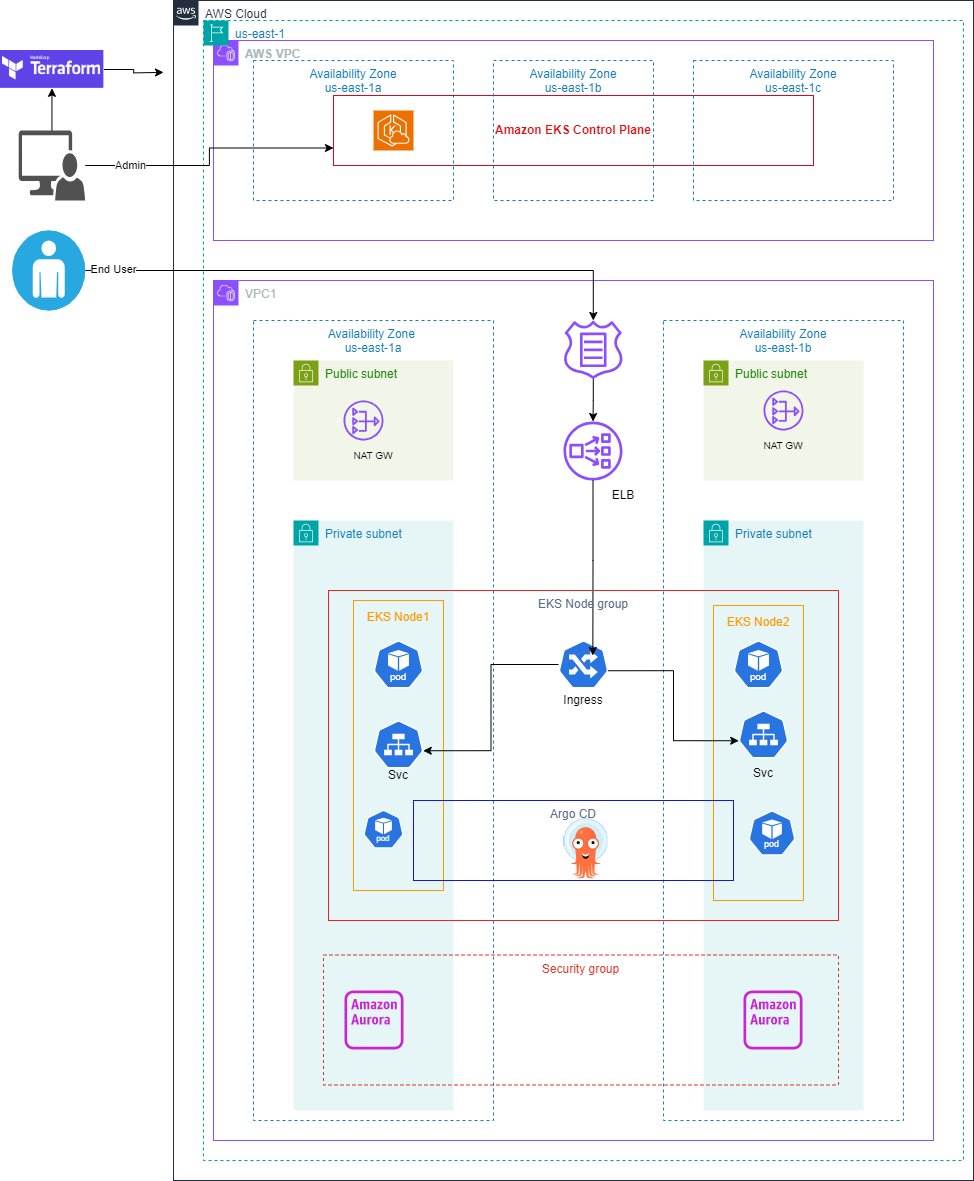 aws
AWS Cloud
us-east-1
AWS VPC
HashiCorp
Terraform
Admin
End User
Availability Zone
us-east-1a
Availability Zone
us-east-1b
Availability Zone
us-east-1c
Amazon EKS Control Plane
VPC1
Availability Zone
us-east-1a
Availability Zone
us-east-1b
Public subnet
NAT GW
Public subnet
NAT GW
ELB
Private subnet
Private subnet
EKS Node group
EKS Node1
EKS Node2
pod
pod
Ingress
Svc
Svc
Argo CD
pod
pod
Security group
Amazon
Aurora
Amazon
Aurora